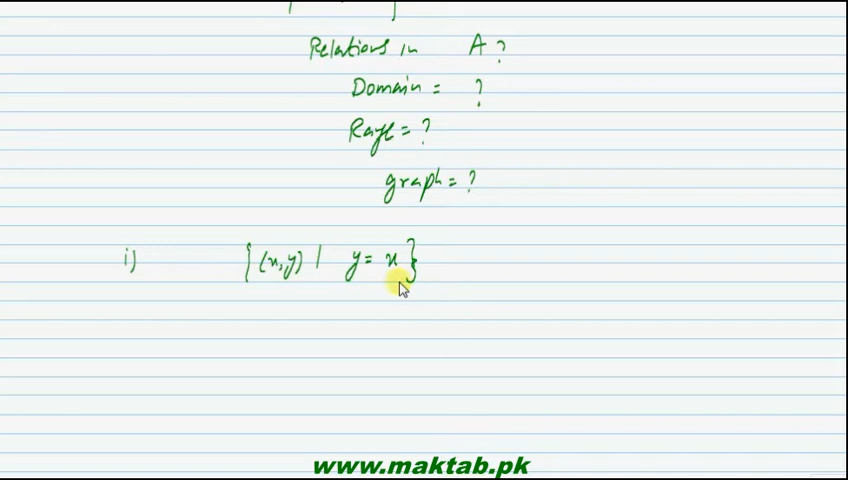 Relations in A ?
Domain = ?
Range = ?
graph = ?
i) {(x,y) | y = x}
www.maktab.pk